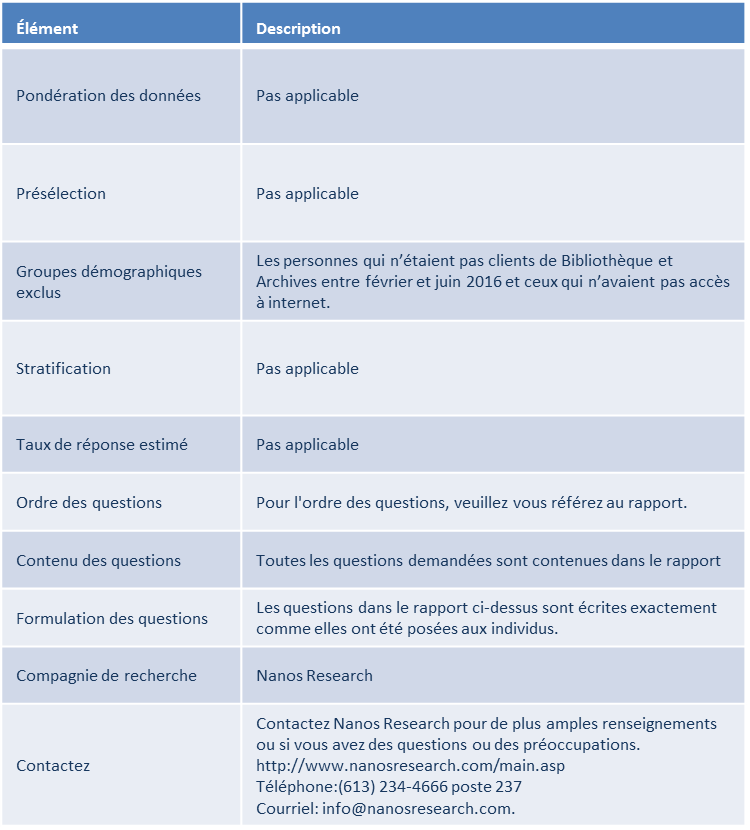 Élément
Description
Pondération des données
Pas applicable
Présélection
Pas applicable
Groupes démographiques
exclus
Les personnes qui n’étaient pas clients de Bibliothèque et
Archives entre février et juin 2016 et ceux qui n’avaient pas accès
à internet.
Stratification
Pas applicable
Taux de réponse estimé
Pas applicable
Ordre des questions
Pour l'ordre des questions, veuillez vous référez au rapport.
Contenu des questions
Toutes les questions demandées sont contenues dans le rapport
Formulation des questions
Les questions dans le rapport ci-dessus sont écrites exactement
comme elles ont été posées aux individus.
Compagnie de recherche
Nanos Research
Contactez
Contactez Nanos Research pour de plus amples renseignements
ou si vous avez des questions ou des préoccupations.
http://www.nanosresearch.com/main.asp
Téléphone:(613) 234-4666 poste 237
Courriel: info@nanosresearch.com.